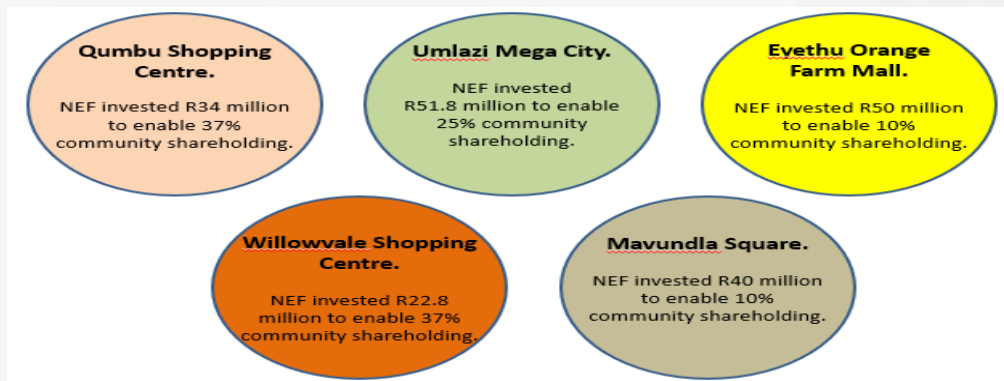 Qumbu Shopping
Centre.
NEF invested R34 million
to enable 37%
community shareholding.
Umlazi Mega City.
NEF invested
R51.8 million to enable
25% community
shareholding.
Eyethu Orange
Farm Mall.
NEF invested R50 million
to enable 10%
community shareholding.
Willowvale Shopping
Centre.
NEF invested R22.8
million to enable 37%
community shareholding.
Mavundla Square.
NEF invested R40 million
to enable 10%
community shareholding.